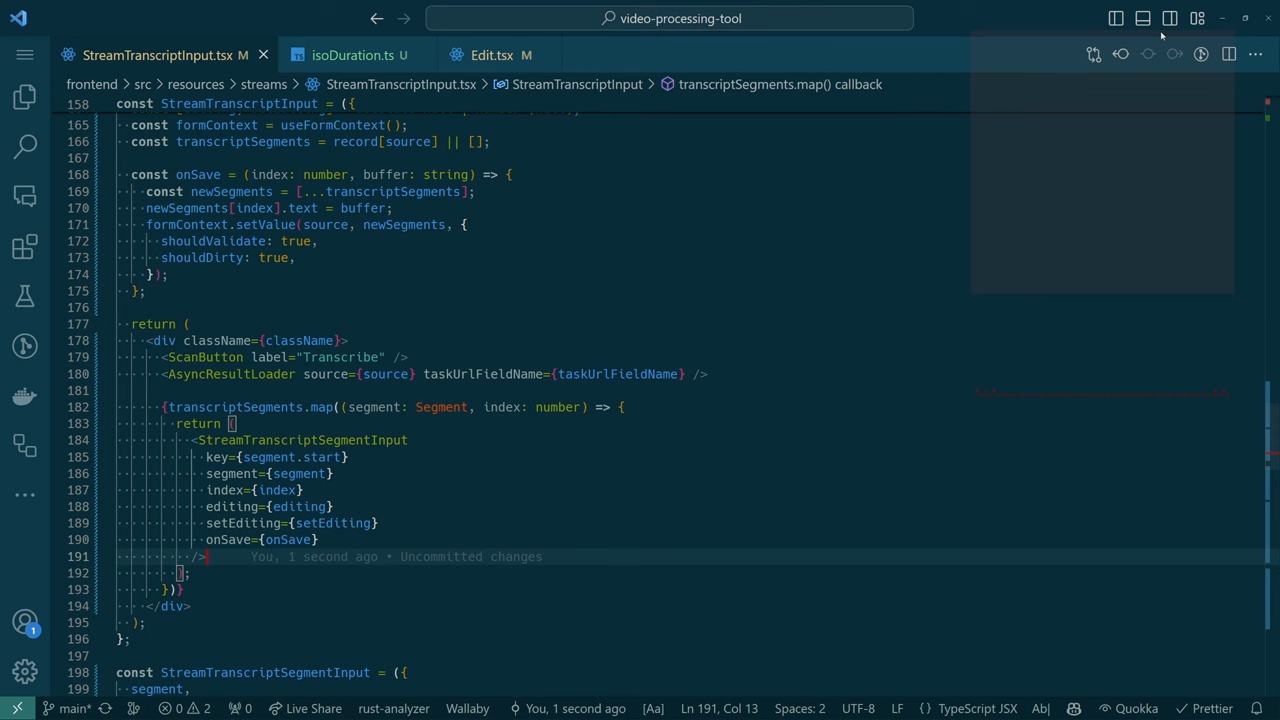 video-processing-tool
StreamTranscriptInput.tsx M
isoDuration.ts U
Edit.tsx M
frontend > src > resources > streams > StreamTranscriptInput.tsx > StreamTranscriptInput > transcriptSegments.map() callback
158 const StreamTranscriptInput = ({
165 const formContext = useFormContext();
166 const transcriptSegments = record[source] || [];
167
168 const onSave = (index: number, buffer: string) => {
169 const newSegments = [...transcriptSegments];
170 newSegments[index].text = buffer;
171 formContext.setValue(source, newSegments, {
172 shouldValidate: true,
173 shouldDirty: true,
174 });
175 };
176
177 return (
178 <div className={className}>
179 <ScanButton label="Transcribe" />
180 <AsyncResultLoader source={source} taskUrlFieldName={taskUrlFieldName} />
181
182 {transcriptSegments.map((segment: Segment, index: number) => {
183 return (
184 <StreamTranscriptSegmentInput
185 key={segment.start}
186 segment={segment}
187 index={index}
188 editing={editing}
189 setEditing={setEditing}
190 onSave={onSave}
191 /> You, 1 second ago • Uncommitted changes
192 );
193 })}
194 </div>
195 );
196 };
197
198 const StreamTranscriptSegmentInput = ({
199 segment,
1
main* 0 2 0 Live Share rust-analyzer Wallaby You, 1 second ago [Aa] Ln 191, Col 13 Spaces: 2 UTF-8 LF {} TypeScript JSX Ab| Quokka Prettier